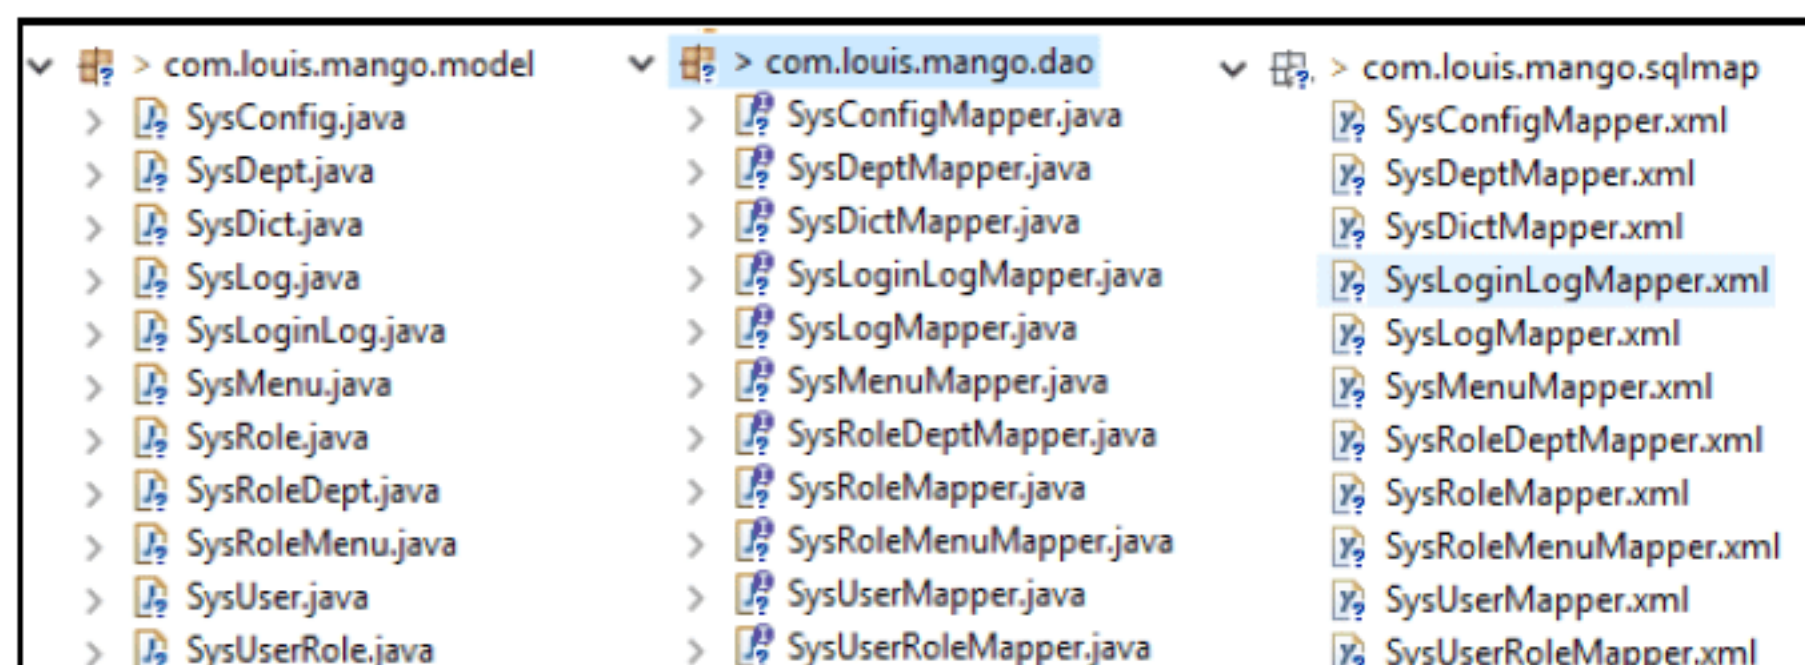 > com.louis.mango.model
SysConfig.java
SysDept.java
SysDict.java
SysLog.java
SysLoginLog.java
SysMenu.java
SysRole.java
SysRoleDept.java
SysRoleMenu.java
SysUser.java
SysUserRole.java
> com.louis.mango.dao
SysConfigMapper.java
SysDeptMapper.java
SysDictMapper.java
SysLoginLogMapper.java
SysLogMapper.java
SysMenuMapper.java
SysRoleDeptMapper.java
SysRoleMapper.java
SysRoleMenuMapper.java
SysUserMapper.java
SysUserRoleMapper.java
> com.louis.mango.sqlmap
SysConfigMapper.xml
SysDeptMapper.xml
SysDictMapper.xml
SysLoginLogMapper.xml
SysLogMapper.xml
SysMenuMapper.xml
SysRoleDeptMapper.xml
SysRoleMapper.xml
SysRoleMenuMapper.xml
SysUserMapper.xml
SysUserRoleMapper.xml